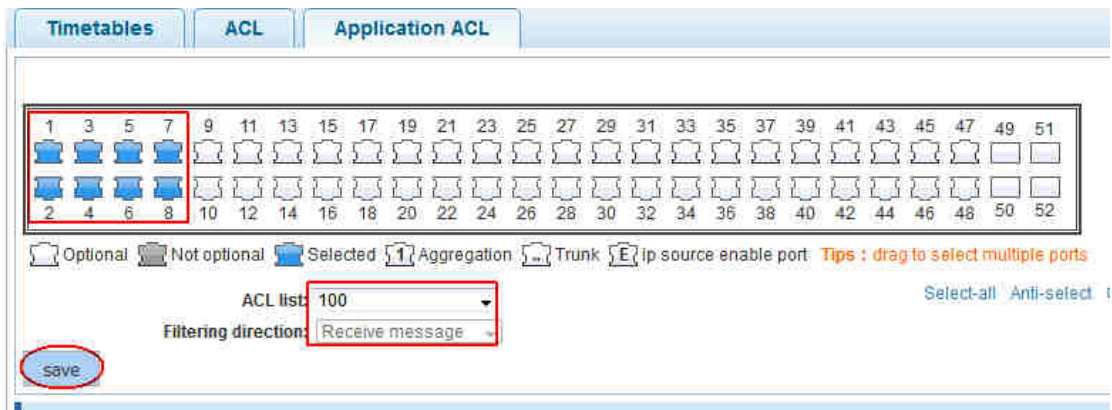 Timetables ACL Application ACL
1 3 5 7 9 11 13 15 17 19 21 23 25 27 29 31 33 35 37 39 41 43 45 47 49 51
2 4 6 8 10 12 14 16 18 20 22 24 26 28 30 32 34 36 38 40 42 44 46 48 50 52
Optional Not optional Selected 1 Aggregation .. Trunk E ip source enable port Tips : drag to select multiple ports
ACL list: 100 Select-all Anti-select
Filtering direction: Receive message
save